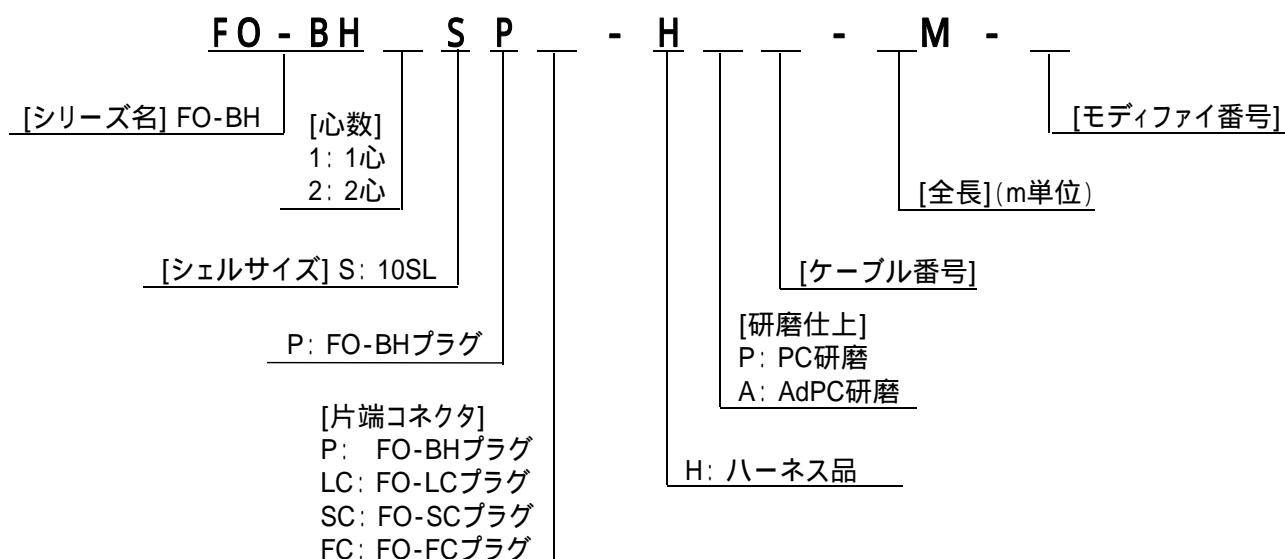 FO-BH _ S P _ - H _ _ - _M - _
[シリーズ名] FO-BH
[心数]
1: 1心
2: 2心
[モディファイ番号]
[全長](m単位)
[シェルサイズ] S: 10SL
[ケーブル番号]
P: FO-BHプラグ
[研磨仕上]
P: PC研磨
A: AdPC研磨
[片端コネクタ]
P: FO-BHプラグ
LC: FO-LCプラグ
SC: FO-SCプラグ
FC: FO-FCプラグ
H: ハーネス品